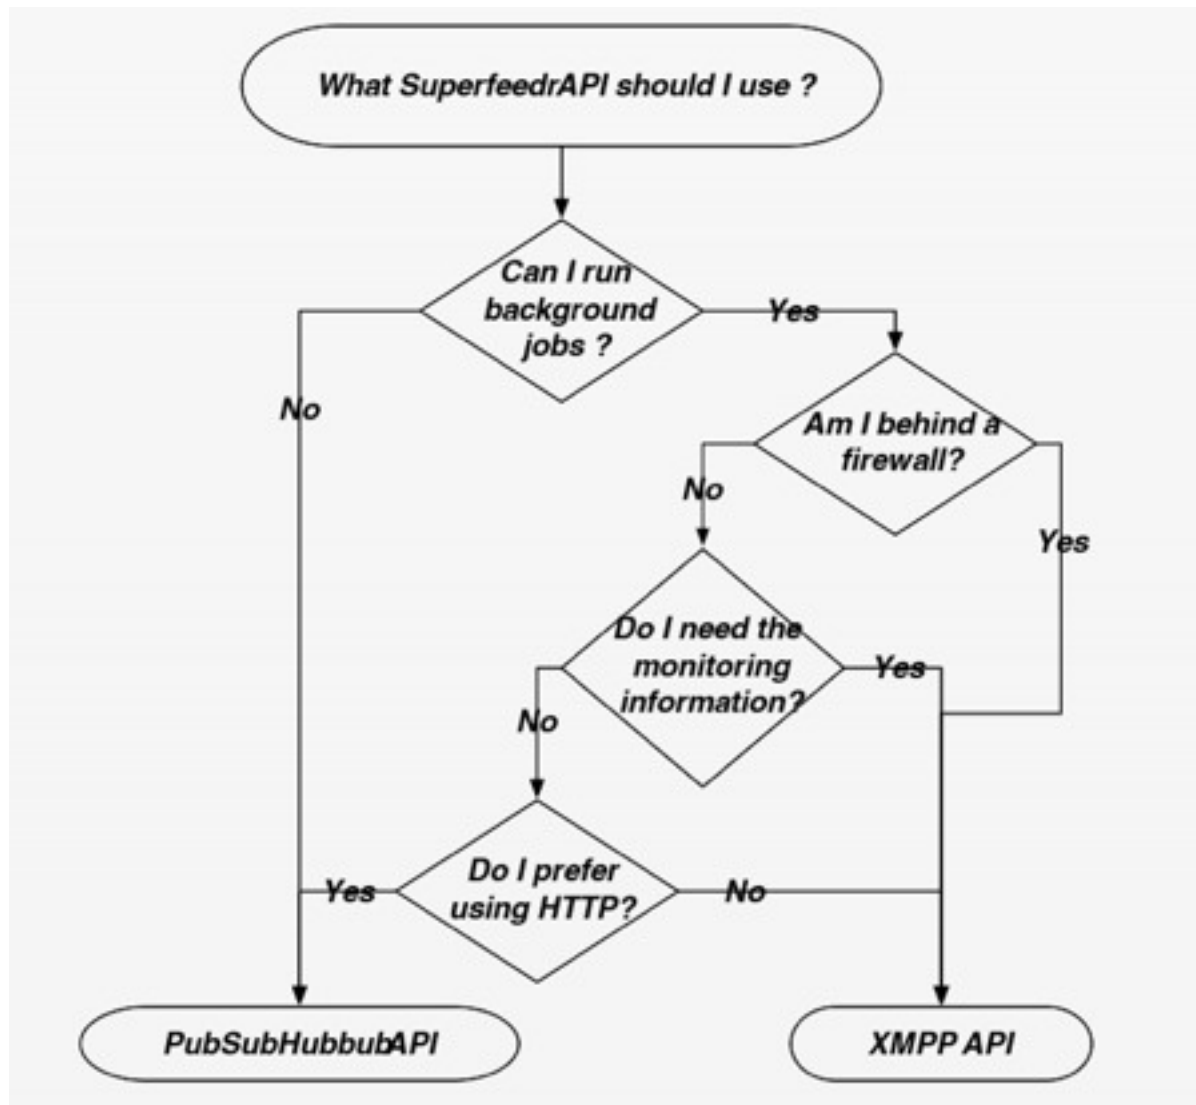 What SuperfeedrAPI should I use ?
Can I run
background
jobs ?
Yes
No
Am I behind a
firewall?
No
Yes
Do I need the
monitoring
information?
Yes
No
Do I prefer
using HTTP?
Yes
No
PubSubHubbubAPI
XMPP API